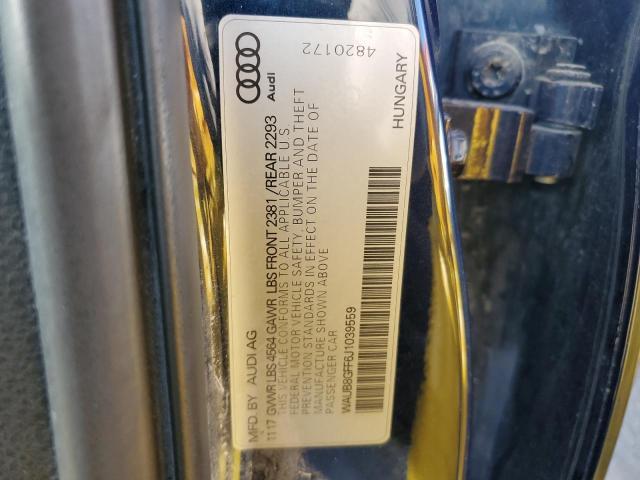 MFD. BY AUDI AG
Audi
4820172
11 17 GVWR LBS 4564 GAWR LBS FRONT 2381/REAR 2293
THIS VEHICLE CONFORMS TO ALL APPLICABLE U.S.
FEDERAL MOTOR VEHICLE SAFETY, BUMPER AND THEFT
PREVENTION STANDARDS IN EFFECT ON THE DATE OF
MANUFACTURE SHOWN ABOVE
PASSENGER CAR
WAUB8GFF6J1039559
HUNGARY